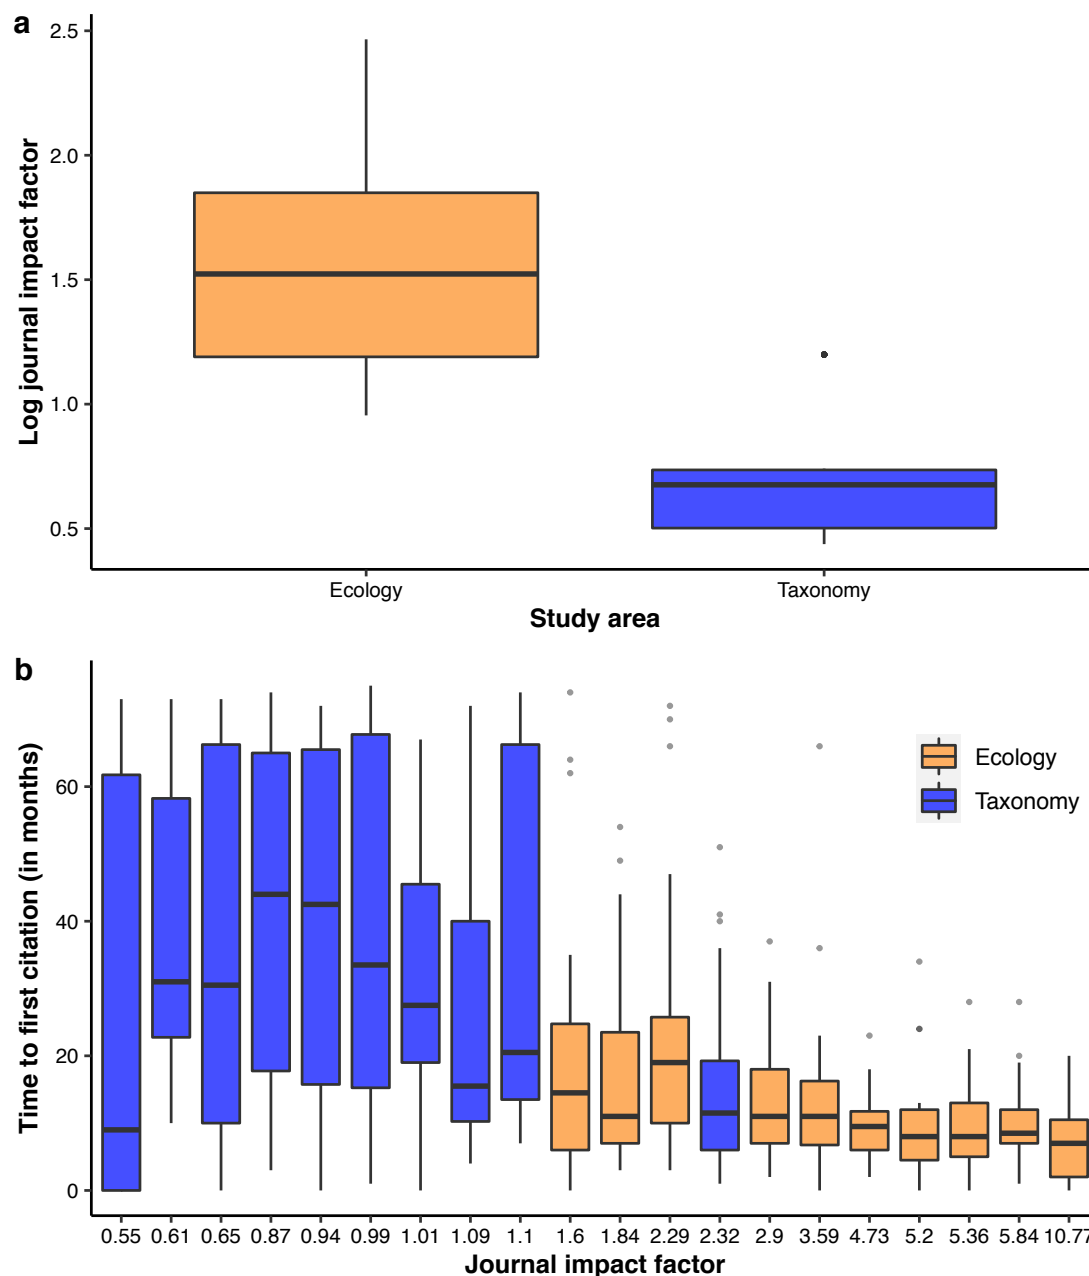 a
Log journal impact factor
2.5
2.0
1.5
1.0
0.5
Ecology Taxonomy
Study area
b
Time to first citation (in months)
60
40
20
0
Ecology
Taxonomy
0.55 0.61 0.65 0.87 0.94 0.99 1.01 1.09 1.1 1.6 1.84 2.29 2.32 2.9 3.59 4.73 5.2 5.36 5.84 10.77
Journal impact factor